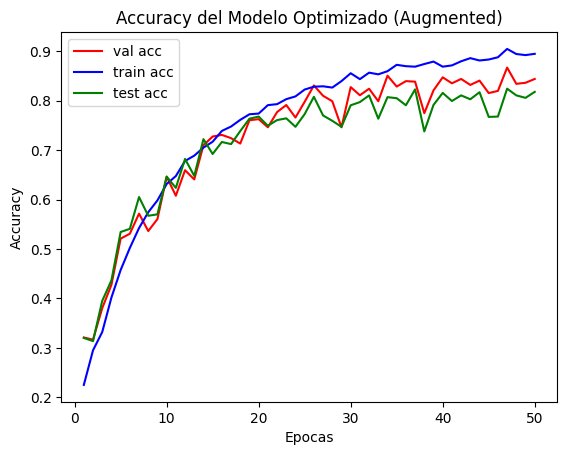 Accuracy del Modelo Optimizado (Augmented)
val acc
train acc
test acc
Accuracy
0.9
0.8
0.7
0.6
0.5
0.4
0.3
0.2
0 10 20 30 40 50
Epocas